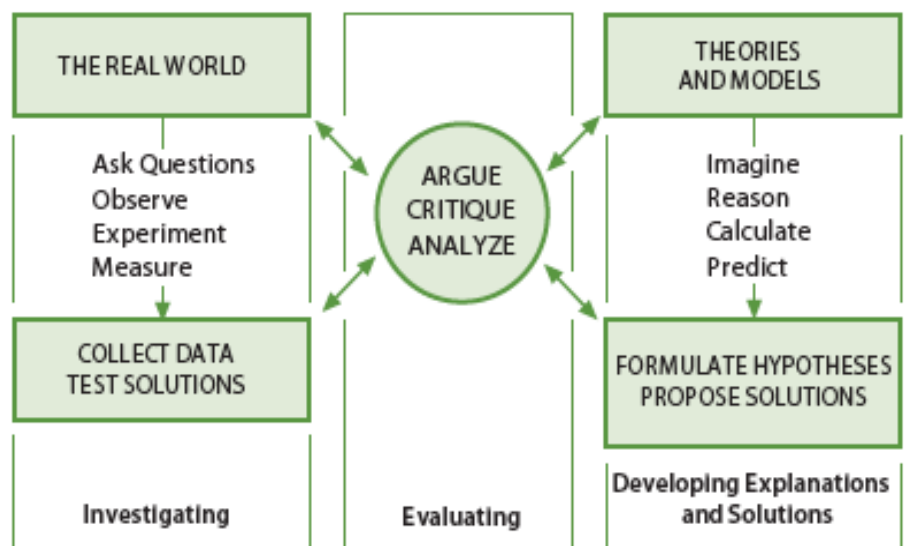 THE REAL WORLD
Ask Questions
Observe
Experiment
Measure
COLLECT DATA
TEST SOLUTIONS
Investigating
ARGUE
CRITIQUE
ANALYZE
Evaluating
THEORIES
AND MODELS
Imagine
Reason
Calculate
Predict
FORMULATE HYPOTHESES
PROPOSE SOLUTIONS
Developing Explanations
and Solutions